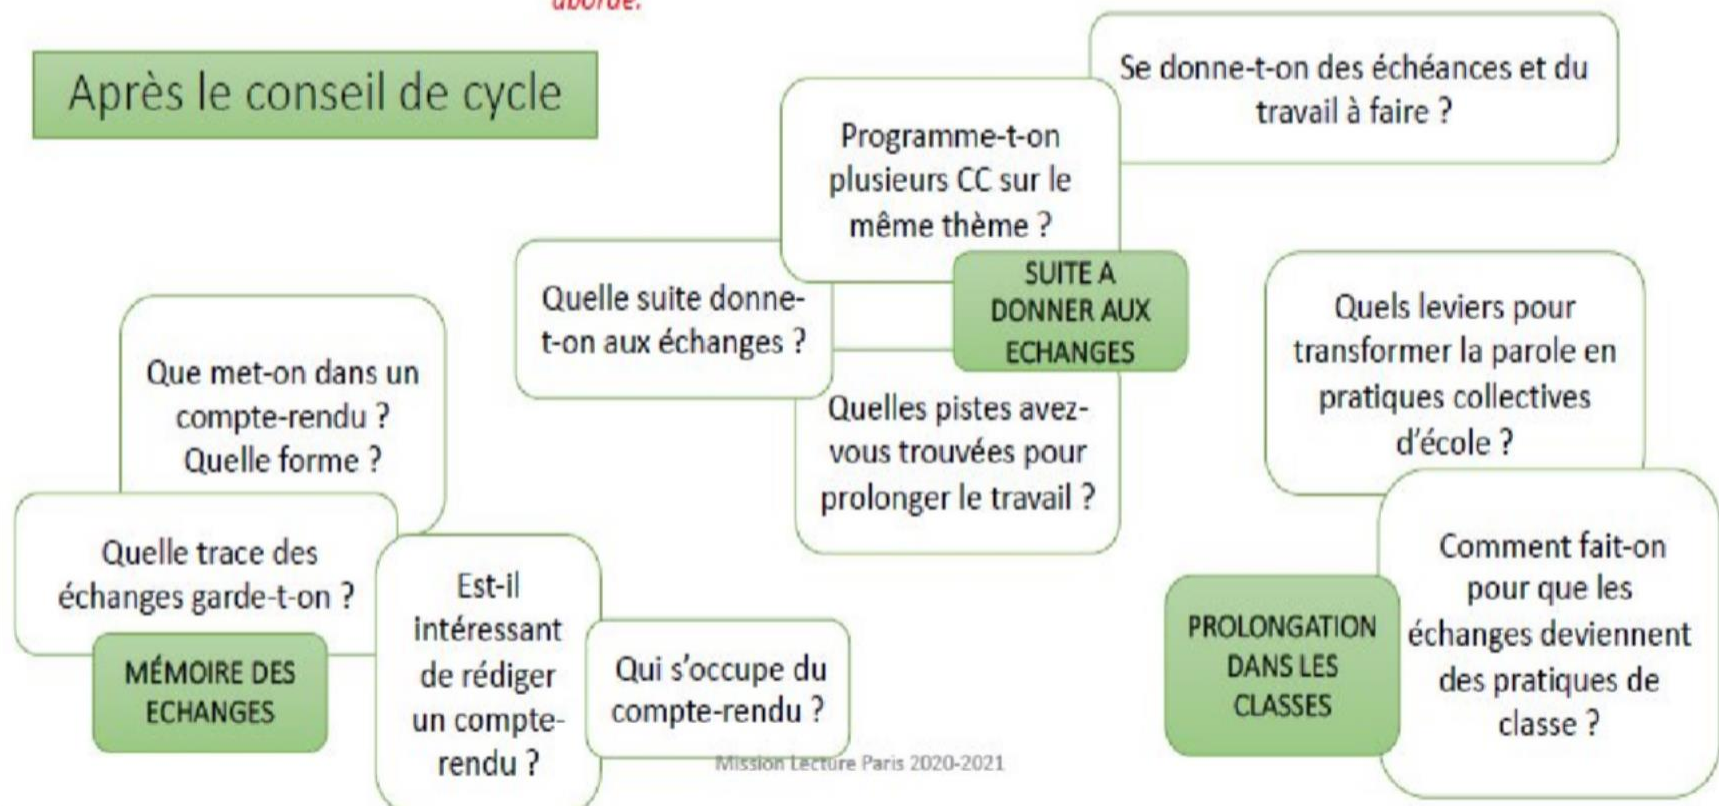 aborde.
Après le conseil de cycle
Se donne-t-on des échéances et du
travail à faire ?
Programme-t-on
plusieurs CC sur le
même thème ?
SUITE A
DONNER AUX
ECHANGES
Quelle suite donne-
t-on aux échanges ?
Quelles pistes avez-
vous trouvées pour
prolonger le travail ?
Quels leviers pour
transformer la parole en
pratiques collectives
d'école ?
Comment fait-on
pour que les
échanges deviennent
des pratiques de
classe ?
PROLONGATION
DANS LES
CLASSES
Que met-on dans un
compte-rendu ?
Quelle forme ?
Quelle trace des
échanges garde-t-on ?
MÉMOIRE DES
ECHANGES
Est-il
intéressant
de rédiger
un compte-
rendu ?
Qui s'occupe du
compte-rendu ?
Mission Lecture Paris 2020-2021